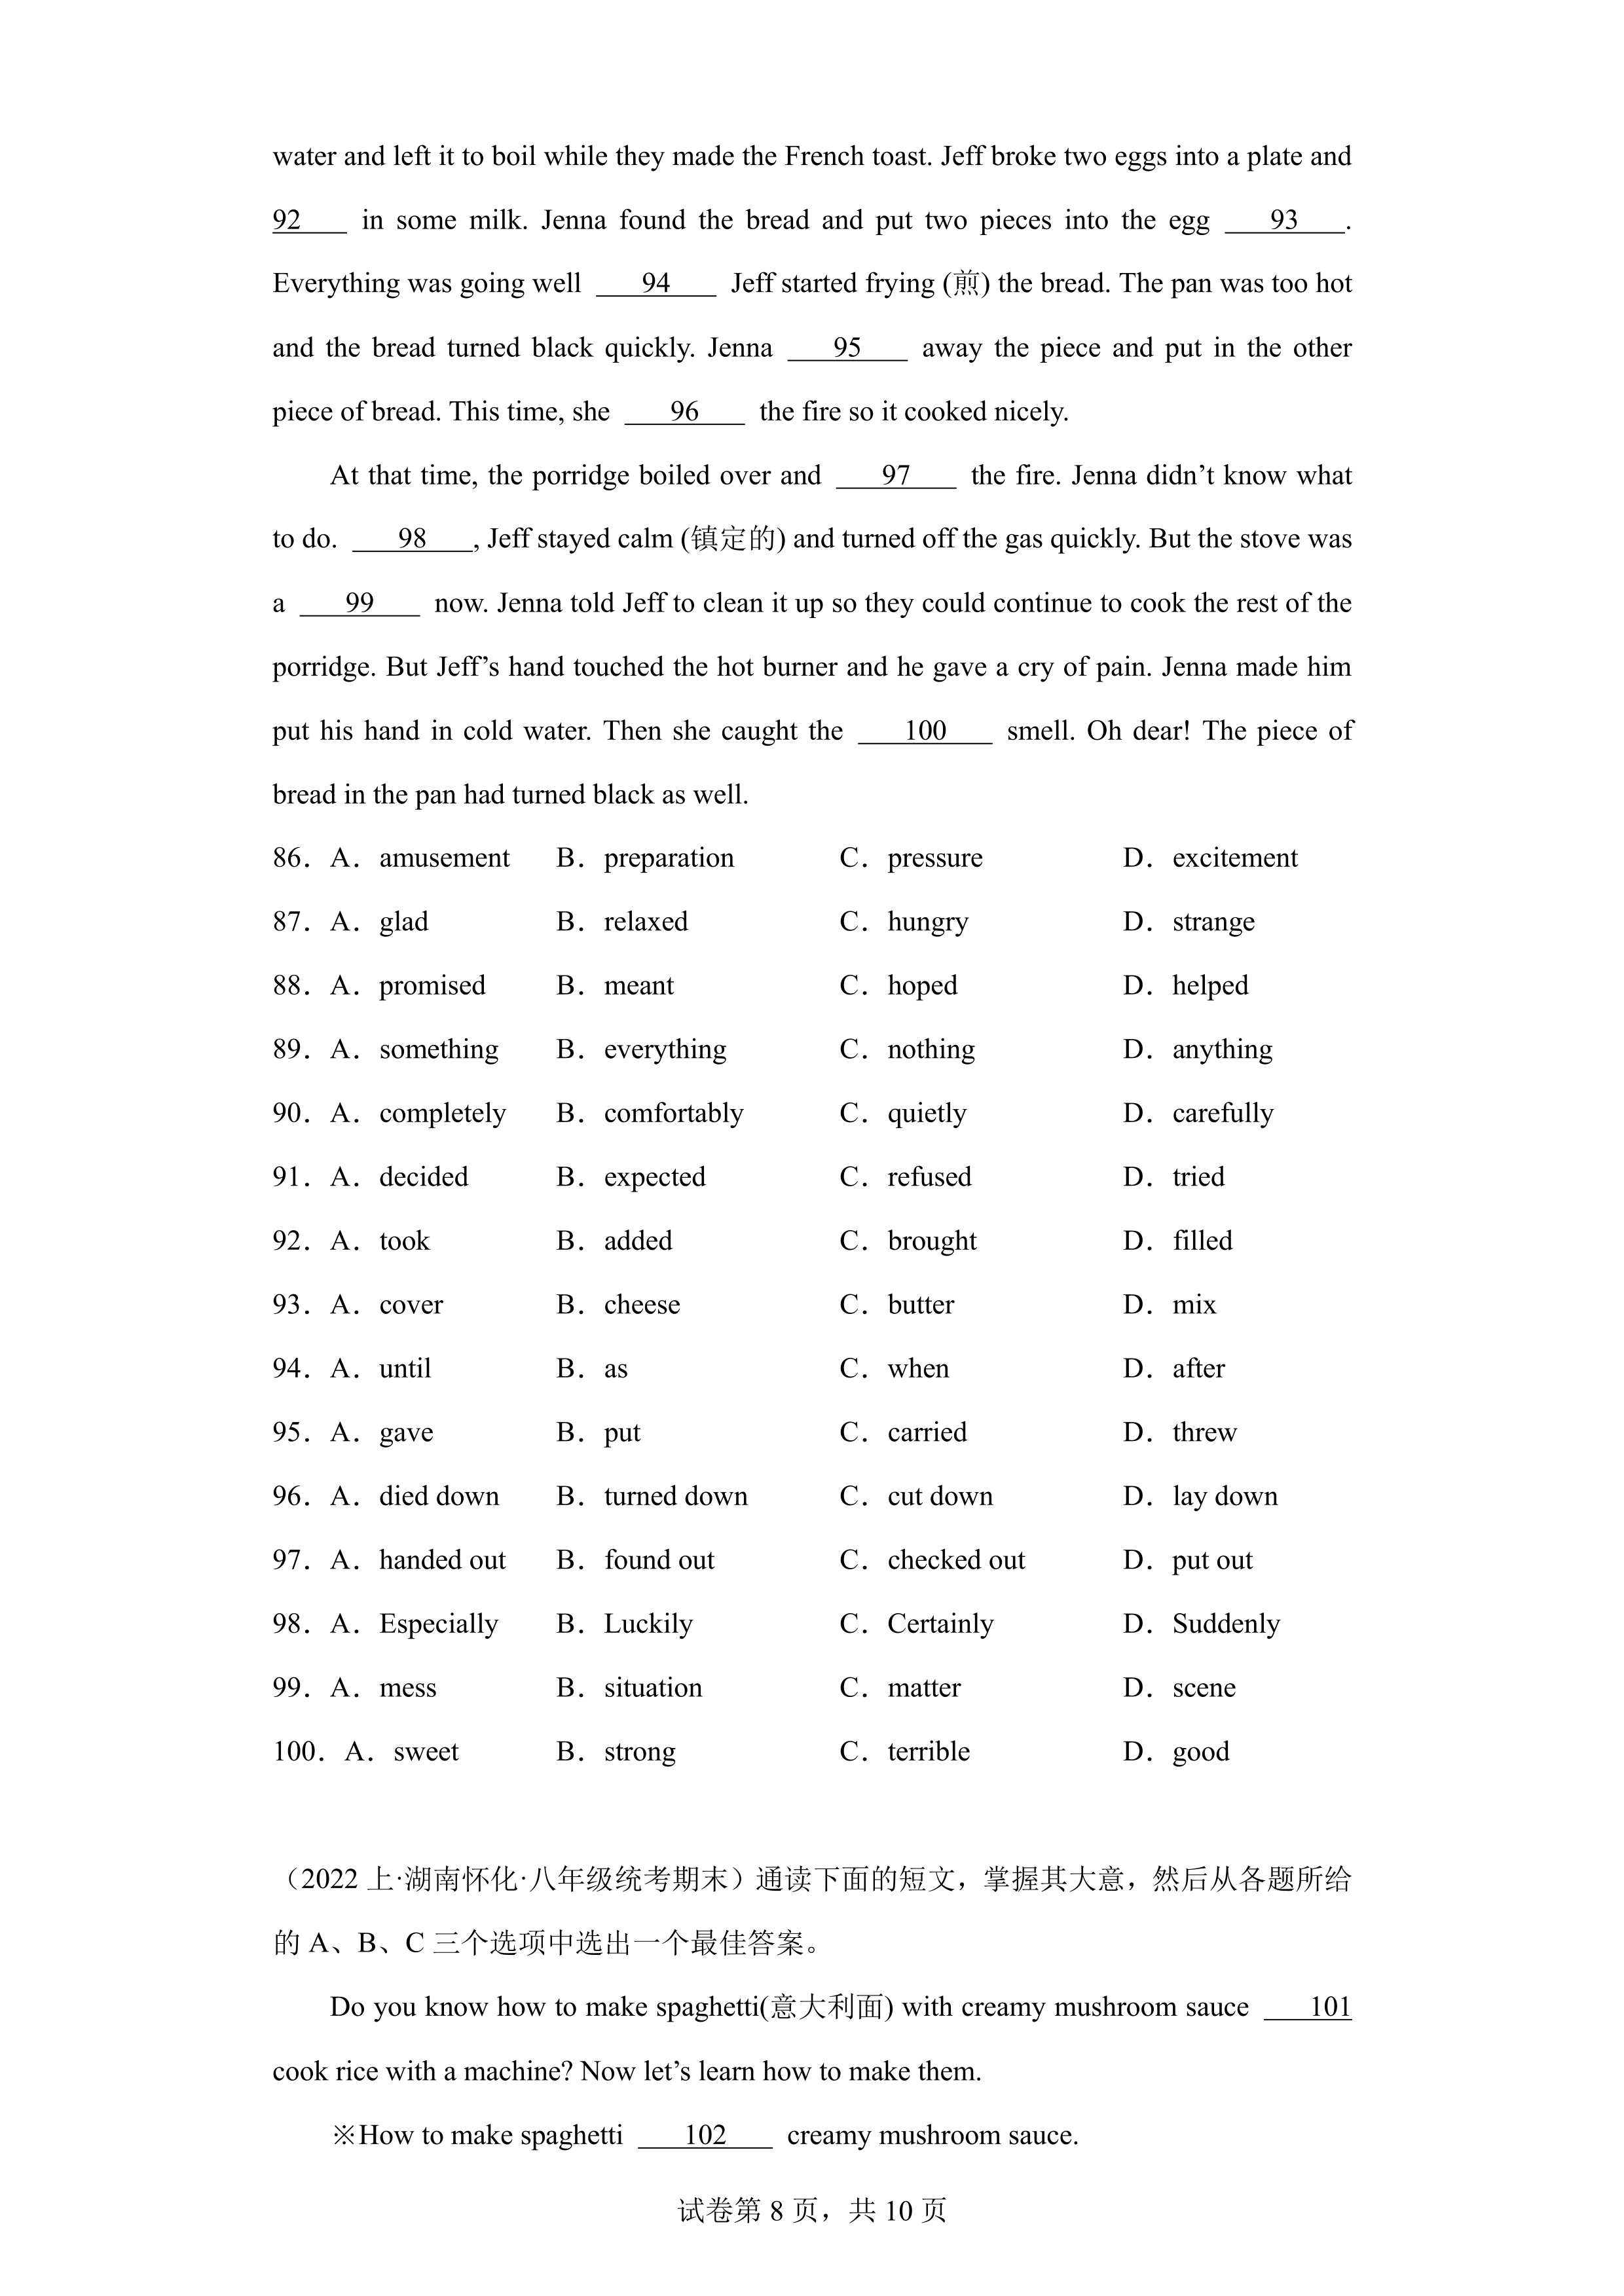 water and left it to boil while they made the French toast. Jeff broke two eggs into a plate and
92 in some milk. Jenna found the bread and put two pieces into the egg 93 .
Everything was going well 94 Jeff started frying (煎) the bread. The pan was too hot
and the bread turned black quickly. Jenna 95 away the piece and put in the other
piece of bread. This time, she 96 the fire so it cooked nicely.
At that time, the porridge boiled over and 97 the fire. Jenna didn’t know what
to do. 98 , Jeff stayed calm (镇定的) and turned off the gas quickly. But the stove was
a 99 now. Jenna told Jeff to clean it up so they could continue to cook the rest of the
porridge. But Jeff’s hand touched the hot burner and he gave a cry of pain. Jenna made him
put his hand in cold water. Then she caught the 100 smell. Oh dear! The piece of
bread in the pan had turned black as well.
86．A．amusement B．preparation C．pressure D．excitement
87．A．glad B．relaxed C．hungry D．strange
88．A．promised B．meant C．hoped D．helped
89．A．something B．everything C．nothing D．anything
90．A．completely B．comfortably C．quietly D．carefully
91．A．decided B．expected C．refused D．tried
92．A．took B．added C．brought D．filled
93．A．cover B．cheese C．butter D．mix
94．A．until B．as C．when D．after
95．A．gave B．put C．carried D．threw
96．A．died down B．turned down C．cut down D．lay down
97．A．handed out B．found out C．checked out D．put out
98．A．Especially B．Luckily C．Certainly D．Suddenly
99．A．mess B．situation C．matter D．scene
100．A．sweet B．strong C．terrible D．good
（2022 上·湖南怀化·八年级统考期末）通读下面的短文，掌握其大意，然后从各题所给
的 A、B、C 三个选项中选出一个最佳答案。
Do you know how to make spaghetti(意大利面) with creamy mushroom sauce 101
cook rice with a machine? Now let’s learn how to make them.
※How to make spaghetti 102 creamy mushroom sauce.
试卷第 8 页，共 10 页